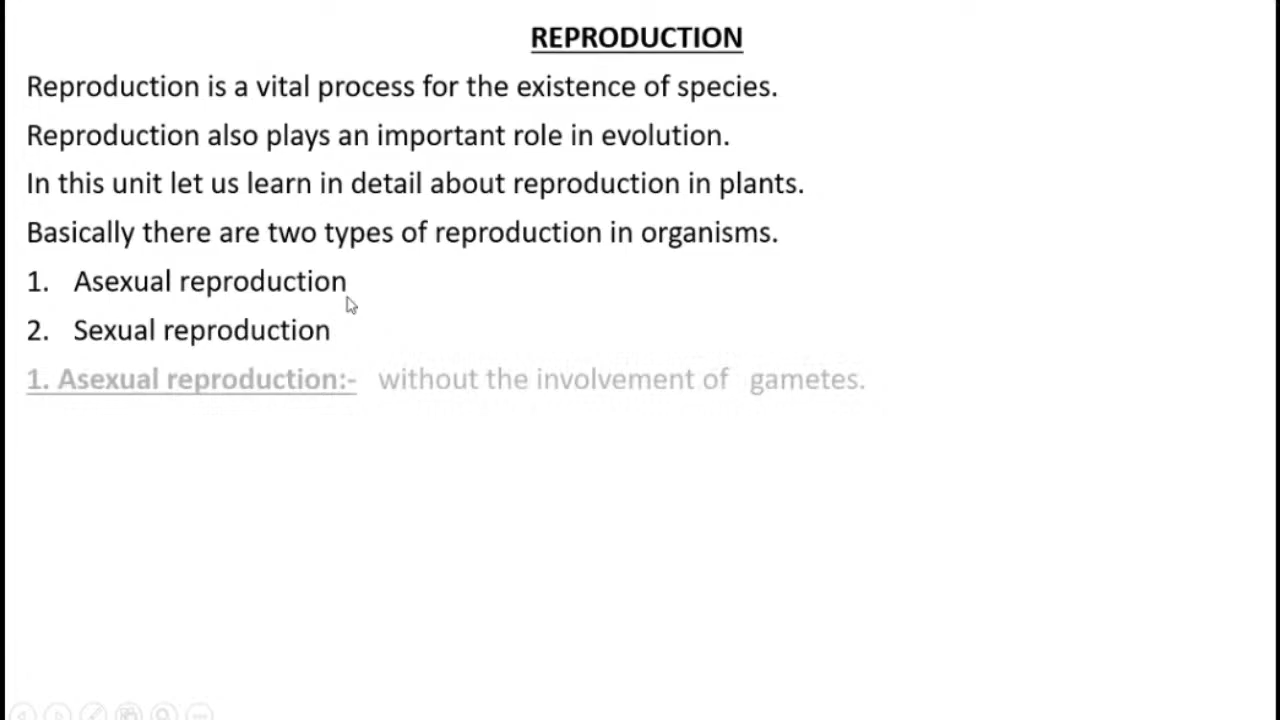 REPRODUCTION
Reproduction is a vital process for the existence of species.
Reproduction also plays an important role in evolution.
In this unit let us learn in detail about reproduction in plants.
Basically there are two types of reproduction in organisms.
1. Asexual reproduction
2. Sexual reproduction
1. Asexual reproduction:- without the involvement of gametes.